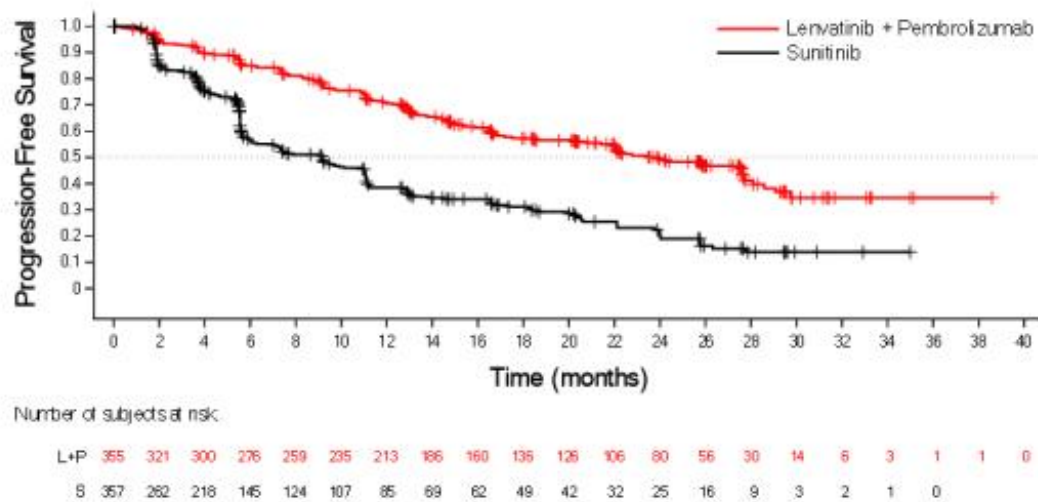 Progression-Free Survival
1.0
0.9
0.8
0.7
0.6
0.5
0.4
0.3
0.2
0.1
0
Lenvatinib + Pembrolizumab
Sunitinib
0 2 4 6 8 10 12 14 16 18 20 22 24 26 28 30 32 34 36 38 40
Time (months)
Number of subjects at risk:
L+P 355 321 300 276 259 235 213 186 160 136 126 106 80 56 30 14 6 3 1 1 0
S 357 262 218 145 124 107 85 69 62 49 42 32 25 16 9 3 2 1 0